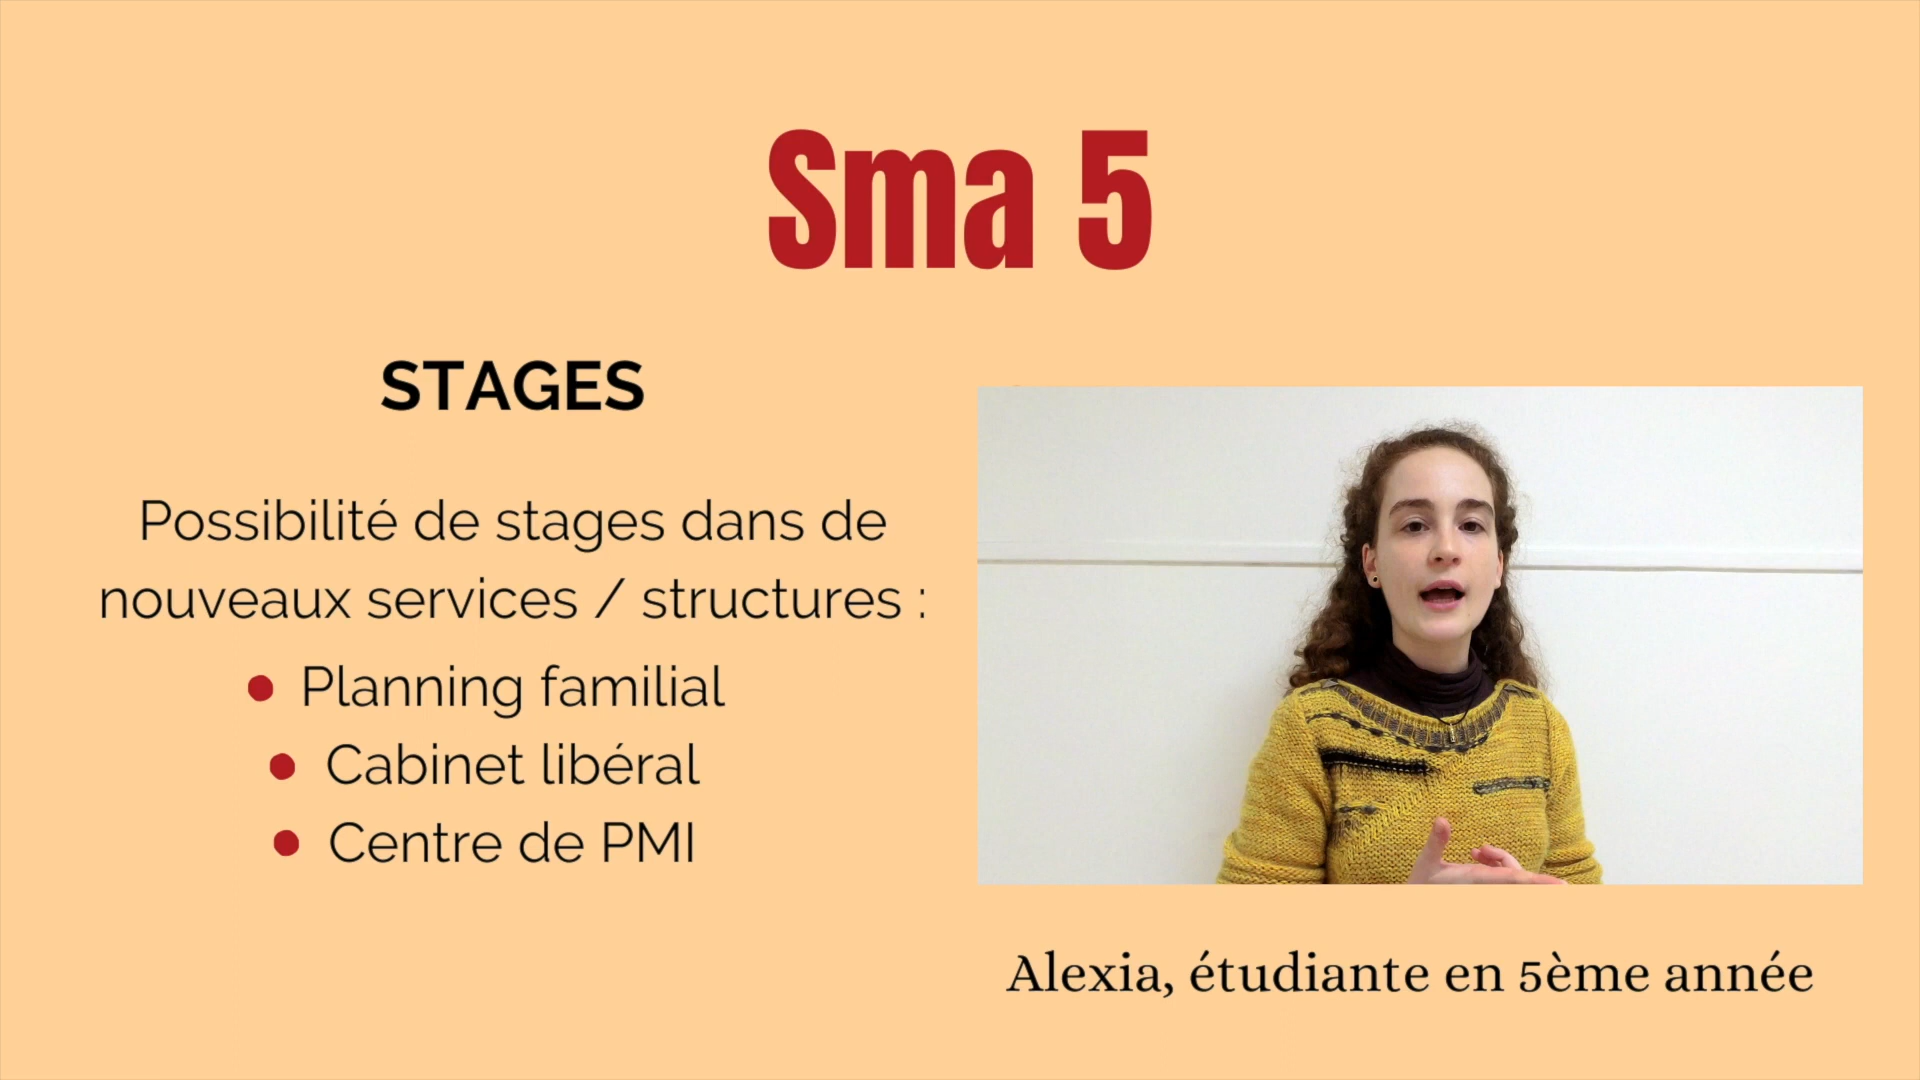 Sma 5
STAGES
Possibilité de stages dans de
nouveaux services / structures :
Planning familial
Cabinet libéral
Centre de PMI
Alexia, étudiante en 5ème année